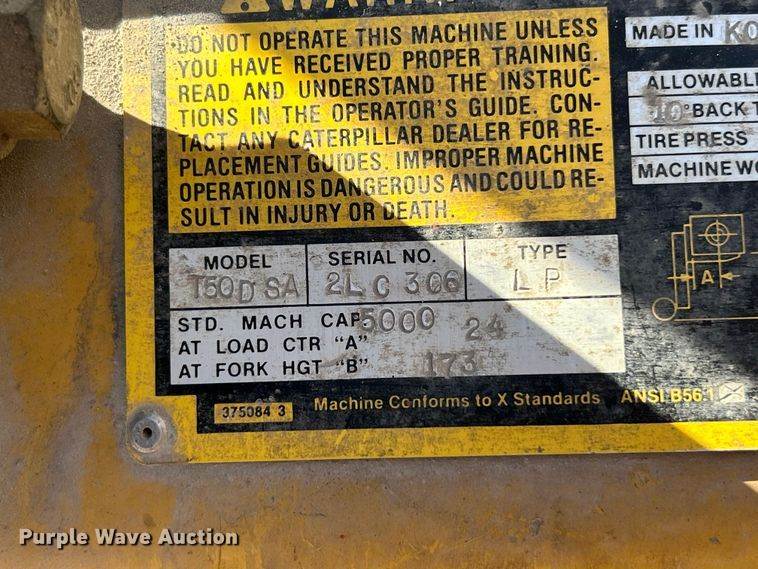 DO NOT OPERATE THIS MACHINE UNLESS
YOU HAVE RECEIVED PROPER TRAINING.
READ AND UNDERSTAND THE INSTRUC-
TIONS IN THE OPERATOR'S GUIDE. CON-
TACT ANY CATERPILLAR DEALER FOR RE-
PLACEMENT GUIDES. IMPROPER MACHINE
OPERATION IS DANGEROUS AND COULD RE-
SULT IN INJURY OR DEATH.
MADE IN KO
ALLOWABL
10° BACK T
TIRE PRESS
MACHINE WO
A
MODEL SERIAL NO. TYPE
T50D SA 2LC 306 LP
STD. MACH CAP 5000
AT LOAD CTR "A" 24
AT FORK HGT "B" 173
375084 3 Machine Conforms to X Standards ANSI B56.1 X
Purple Wave Auction